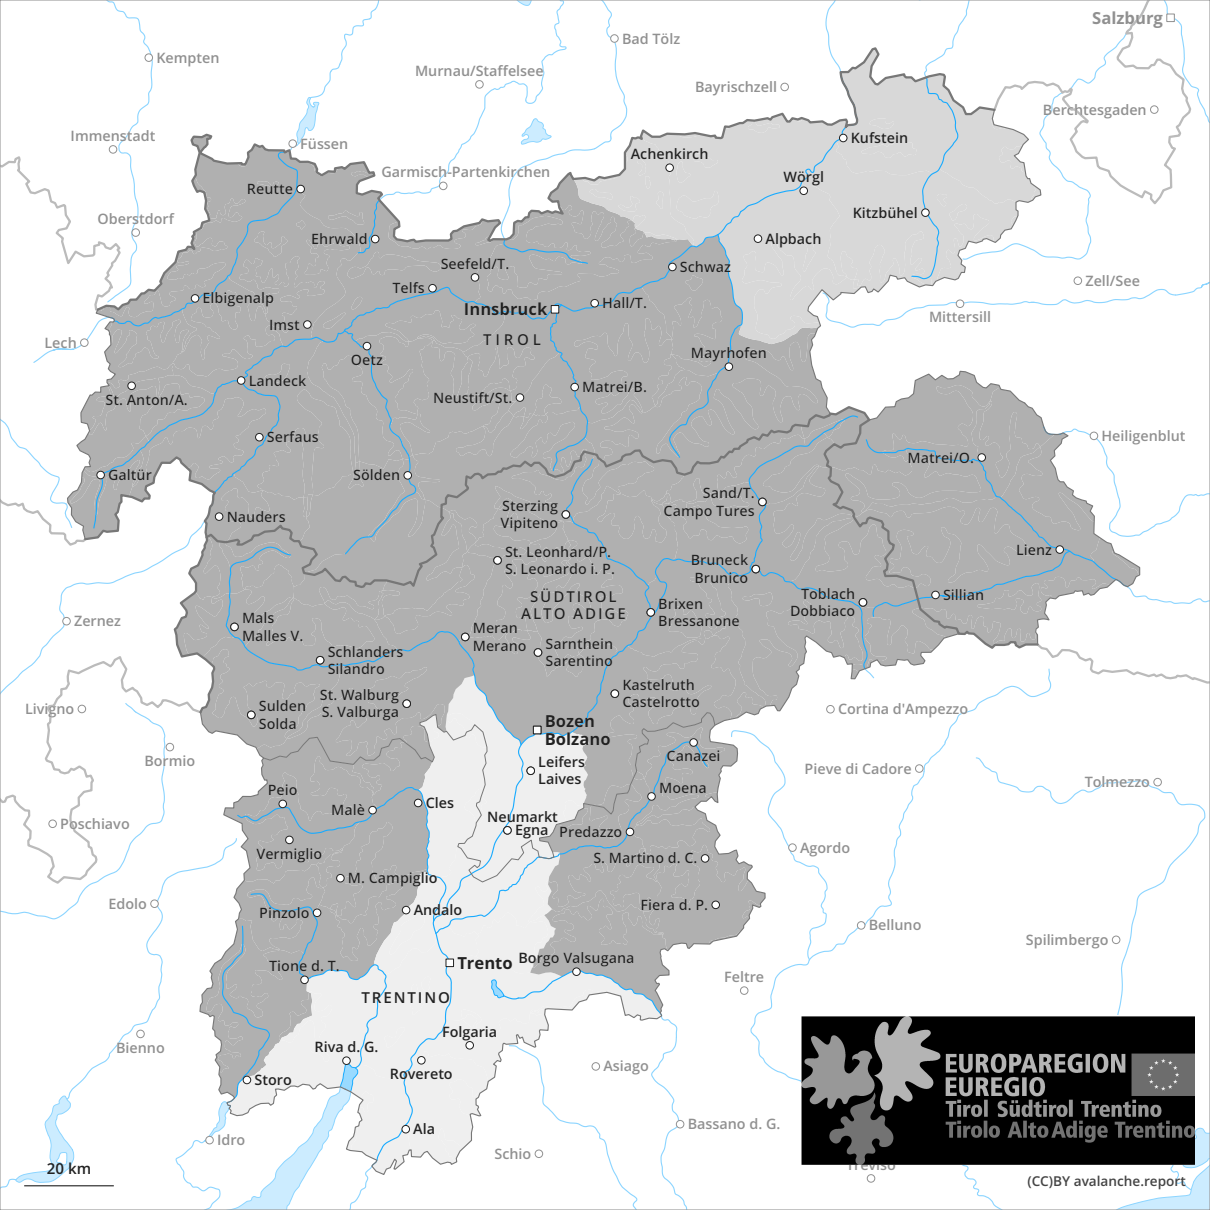 Salzburg
Kempten
Bad Tölz
Murnau/Staffelsee
Bayrischzell
Berchtesgaden
Immenstadt
Füssen
Kufstein
Achenkirch
Garmisch-Partenkirchen
Wörgl
Reutte
Oberstdorf
Kitzbühel
Ehrwald
Alpbach
Seefeld/T.
Schwaz
Zell/See
Telfs
Elbigenalp
Hall/T.
Innsbruck
Mittersill
Imst
TIROL
Lech
Oetz
Mayrhofen
Landeck
Matrei/B.
St. Anton/A.
Neustift/St.
Serfaus
Heiligenblut
Matrei/O.
Galtür
Sölden
Sand/T.
Campo Tures
Sterzing
Vipiteno
Nauders
St. Leonhard/P.
S. Leonardo i. P.
Lienz
Bruneck
Brunico
SÜDTIROL
ALTO ADIGE
Toblach
Dobbiaco
Sillian
Brixen
Bressanone
Zernez
Mals
Malles V.
Meran
Merano
Sarnthein
Sarentino
Schlanders
Silandro
Kastelruth
Castelrotto
St. Walburg
S. Valburga
Livigno
Sulden
Solda
Cortina d'Ampezzo
Bozen
Bolzano
Bormio
Canazei
Leifers
Laives
Pieve di Cadore
Tolmezzo
Peio
Moena
Malè
Cles
Neumarkt
Egna
Poschiavo
Predazzo
Vermiglio
Agordo
S. Martino d. C.
M. Campiglio
Edolo
Pinzolo
Andalo
Fiera d. P.
Belluno
Spilimbergo
Trento
Borgo Valsugana
Tione d. T.
Feltre
TRENTINO
Folgaria
Bienno
Riva d. G.
Rovereto
Asiago
Storo
EUROPAREGION
EUREGIO
Tirol Südtirol Trentino
Tirolo Alto Adige Trentino
Idro
Ala
Bassano d. G.
Schio
Treviso
20 km
(CC)BY avalanche.report